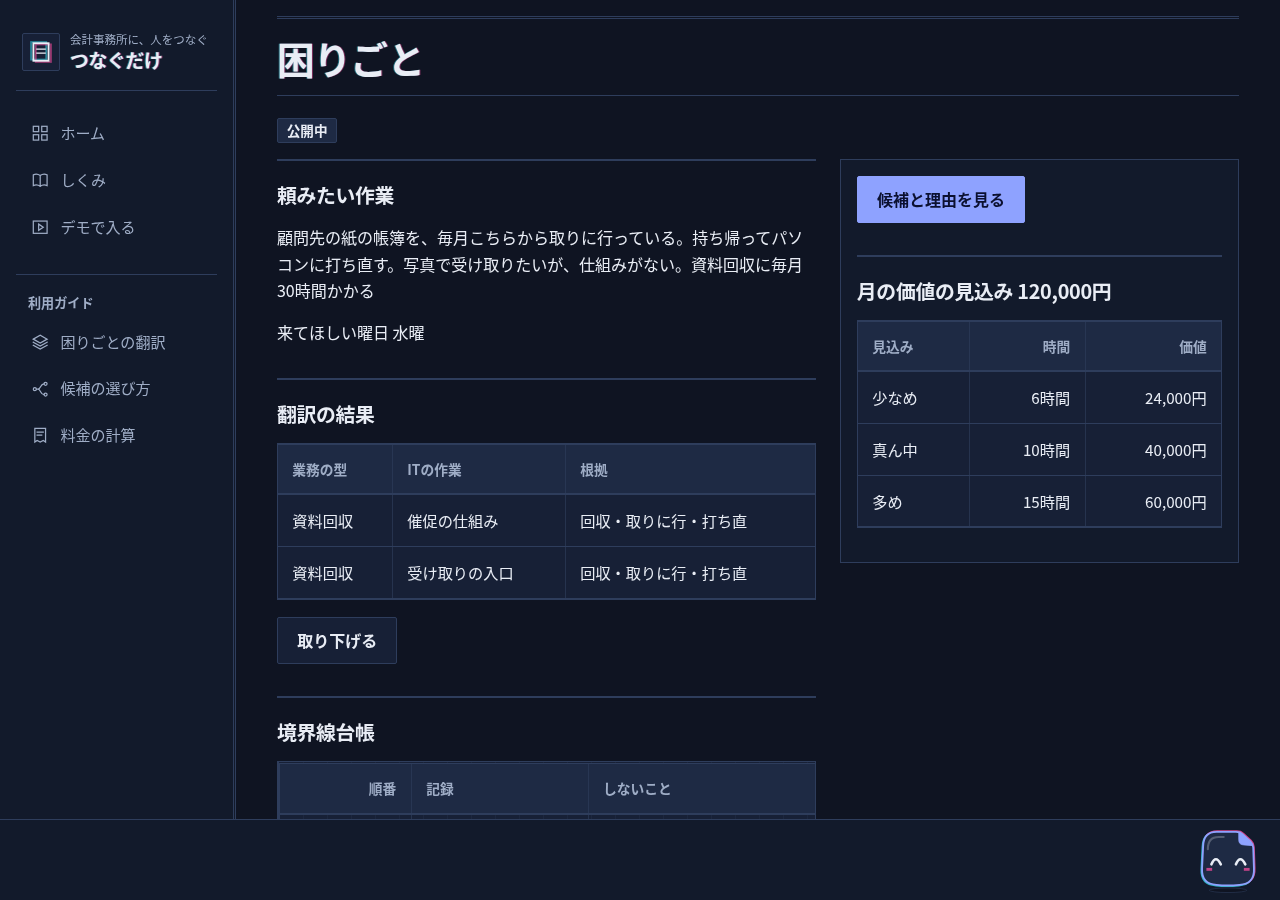 会計事務所に、人をつなぐ
つなぐだけ
ホーム
しくみ
デモで入る
利用ガイド
困りごとの翻訳
候補の選び方
料金の計算
困りごと
公開中
頼みたい作業
顧問先の紙の帳簿を、毎月こちらから取りに行っている。持ち帰ってパソ
コンに打ち直す。写真で受け取りたいが、仕組みがない。資料回収に毎月
30時間かかる
来てほしい曜日 水曜
翻訳の結果
業務の型 ITの作業 根拠
資料回収 催促の仕組み 回収・取りに行・打ち直
資料回収 受け取りの入口 回収・取りに行・打ち直
取り下げる
境界線台帳
順番 記録 しないこと
候補と理由を見る
月の価値の見込み 120,000円
見込み 時間 価値
少なめ 6時間 24,000円
真ん中 10時間 40,000円
多め 15時間 60,000円